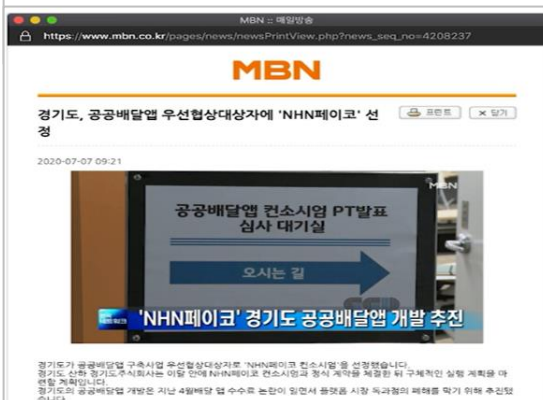 MBN :: 매일방송
https://www.mbn.co.kr/pages/news/newsPrintView.php?news_seq_no=4208237
MBN
경기도, 공공배달앱 우선협상대상자에 'NHN페이코' 선
정
프린트
× 닫기
2020-07-07 09:21
MBN
공공배달앱 컨소시엄 PT발표
심사 대기실
오시는 길
'NHN페이코' 경기도 공공배달앱 개발 추진
경기도가 공공배달앱 구축사업 우선협상대상자로 'NHN페이코 컨소시엄'을 선정했습니다.
경기도 산하 경기도주식회사는 이달 안에 NHN페이코 컨소시엄과 정식 계약을 체결한 뒤 구체적인 실행 계획을 마
련할 계획입니다.
경기도의 공공배달앱 개발은 지난 4월배달 앱 수수료 논란이 일면서 플랫폼 시장 독과점의 폐해를 막기 위해 추진됐
습니다.